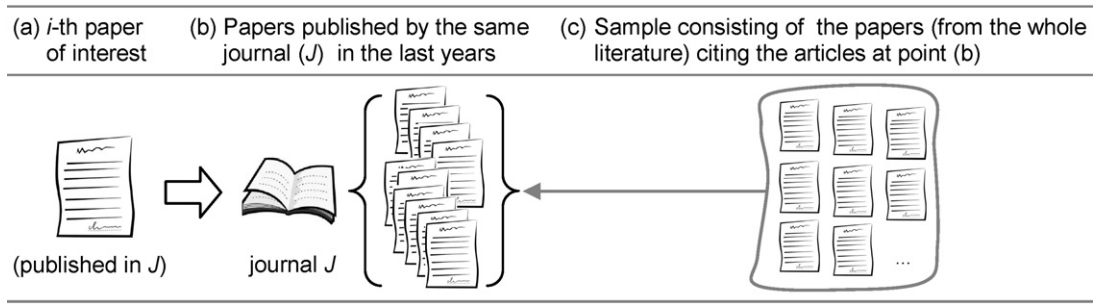 (a) i-th paper of interest
(b) Papers published by the same journal (J) in the last years
(c) Sample consisting of the papers (from the whole literature) citing the articles at point (b)
(published in J)
journal J
...